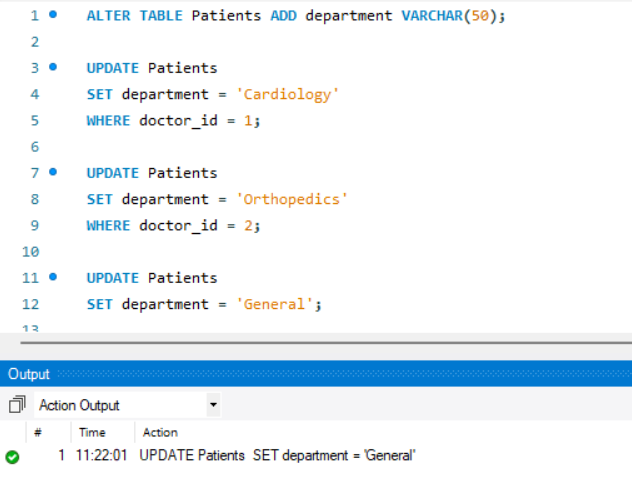 1 ALTER TABLE Patients ADD department VARCHAR(50);
2
3 UPDATE Patients
4 SET department = 'Cardiology'
5 WHERE doctor_id = 1;
6
7 UPDATE Patients
8 SET department = 'Orthopedics'
9 WHERE doctor_id = 2;
10
11 UPDATE Patients
12 SET department = 'General';
13
Output
Action Output
# Time Action
1 11:22:01 UPDATE Patients SET department = 'General'